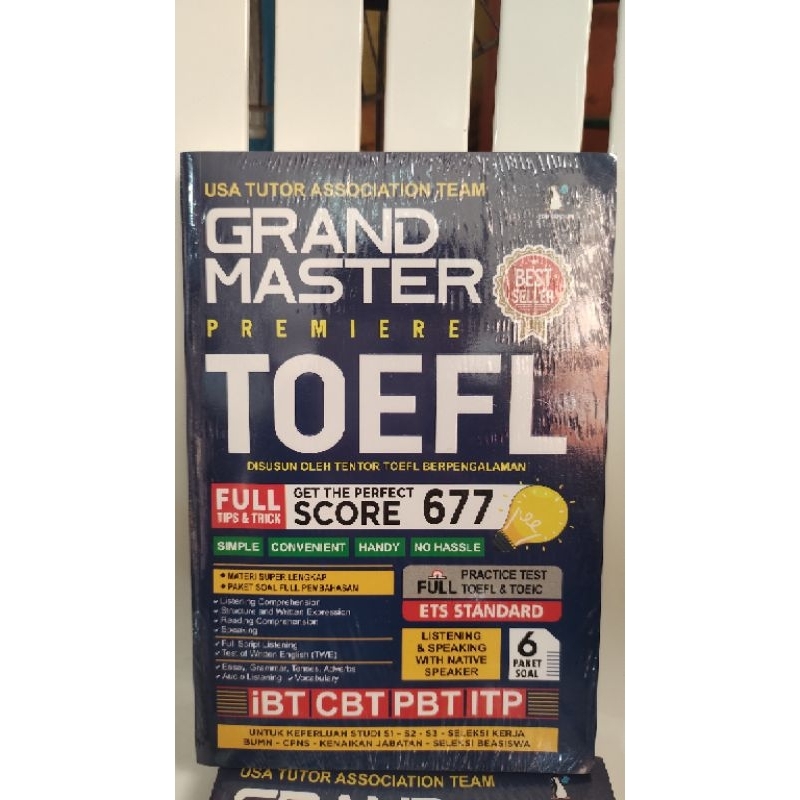 USA TUTOR ASSOCIATION TEAM
GRAND
MASTER
BEST
SELLER
PREMIERE
TOEFL
DISUSUN OLEH TENTOR TOEFL BERPENGALAMAN
FULL
TIPS & TRICK
GET THE PERFECT
SCORE 677
SIMPLE
CONVENIENT
HANDY
NO HASSLE
• MATERI SUPER LENGKAP
• PAKET SOAL FULL PEMBAHASAN
✓ Listening Comprehension
✓ Structure and Written Expression
✓ Reading Comprehension
✓ Speaking
✓ Full Script Listening
✓ Test of Written English (TWE)
✓ Essay, Grammar, Tenses, Adverbs
✓ Audio Listening ✓ Vocabulary
FULL
PRACTICE TEST
TOEFL & TOEIC
ETS STANDARD
LISTENING
& SPEAKING
WITH NATIVE
SPEAKER
6
PAKET
SOAL
iBT CBT PBT ITP
UNTUK KEPERLUAN STUDI S1 - S2 - S3 - SELEKSI KERJA
BUMN - CPNS - KENAIKAN JABATAN - SELEKSI BEASISWA
USA TUTOR ASSOCIATION TEAM
GRAND